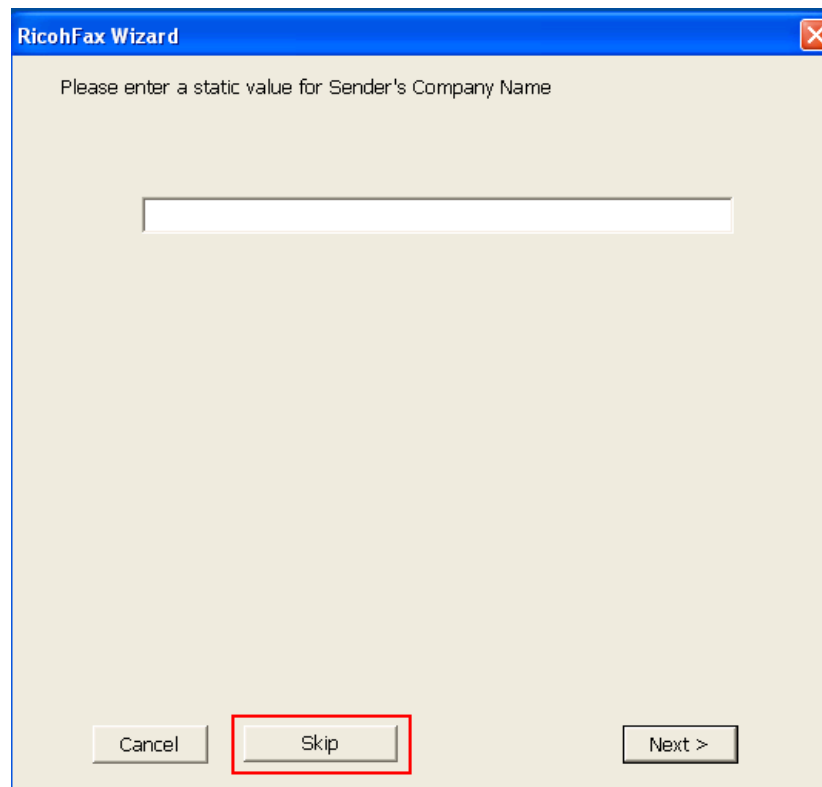 RicohFax Wizard
Please enter a static value for Sender's Company Name
Cancel Skip Next >